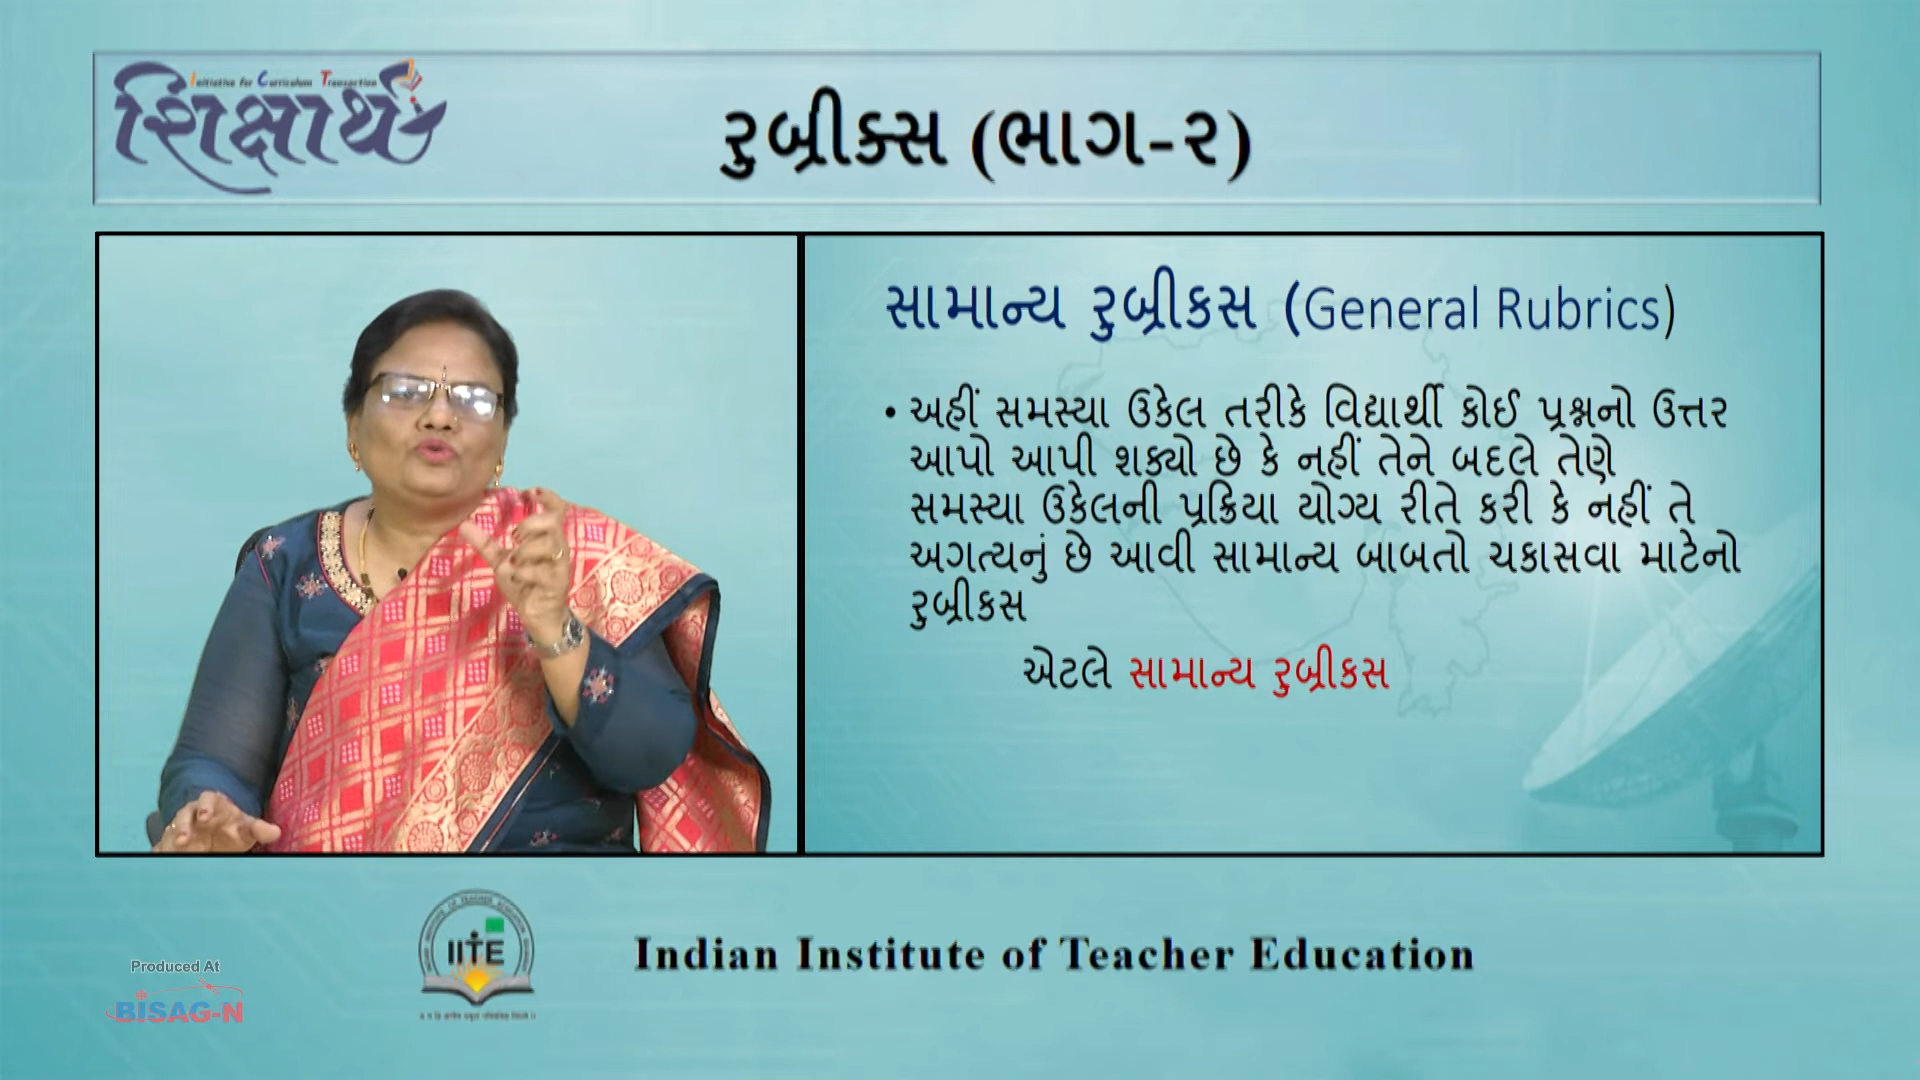 Initiative for Curriculum Transaction
શિક્ષાર્થ
રુબ્રીક્સ (ભાગ-૨)
સામાન્ય રુબ્રીકસ (General Rubrics)
• અહીં સમસ્યા ઉકેલ તરીકે વિદ્યાર્થી કોઈ પ્રશ્નનો ઉત્તર
આપો આપી શક્યો છે કે નહીં તેને બદલે તેણે
સમસ્યા ઉકેલની પ્રક્રિયા યોગ્ય રીતે કરી કે નહીં તે
અગત્યનું છે આવી સામાન્ય બાબતો ચકાસવા માટેનો
રુબ્રીકસ
એટલે સામાન્ય રુબ્રીકસ
IITE
Indian Institute of Teacher Education
Produced At
BISAG-N